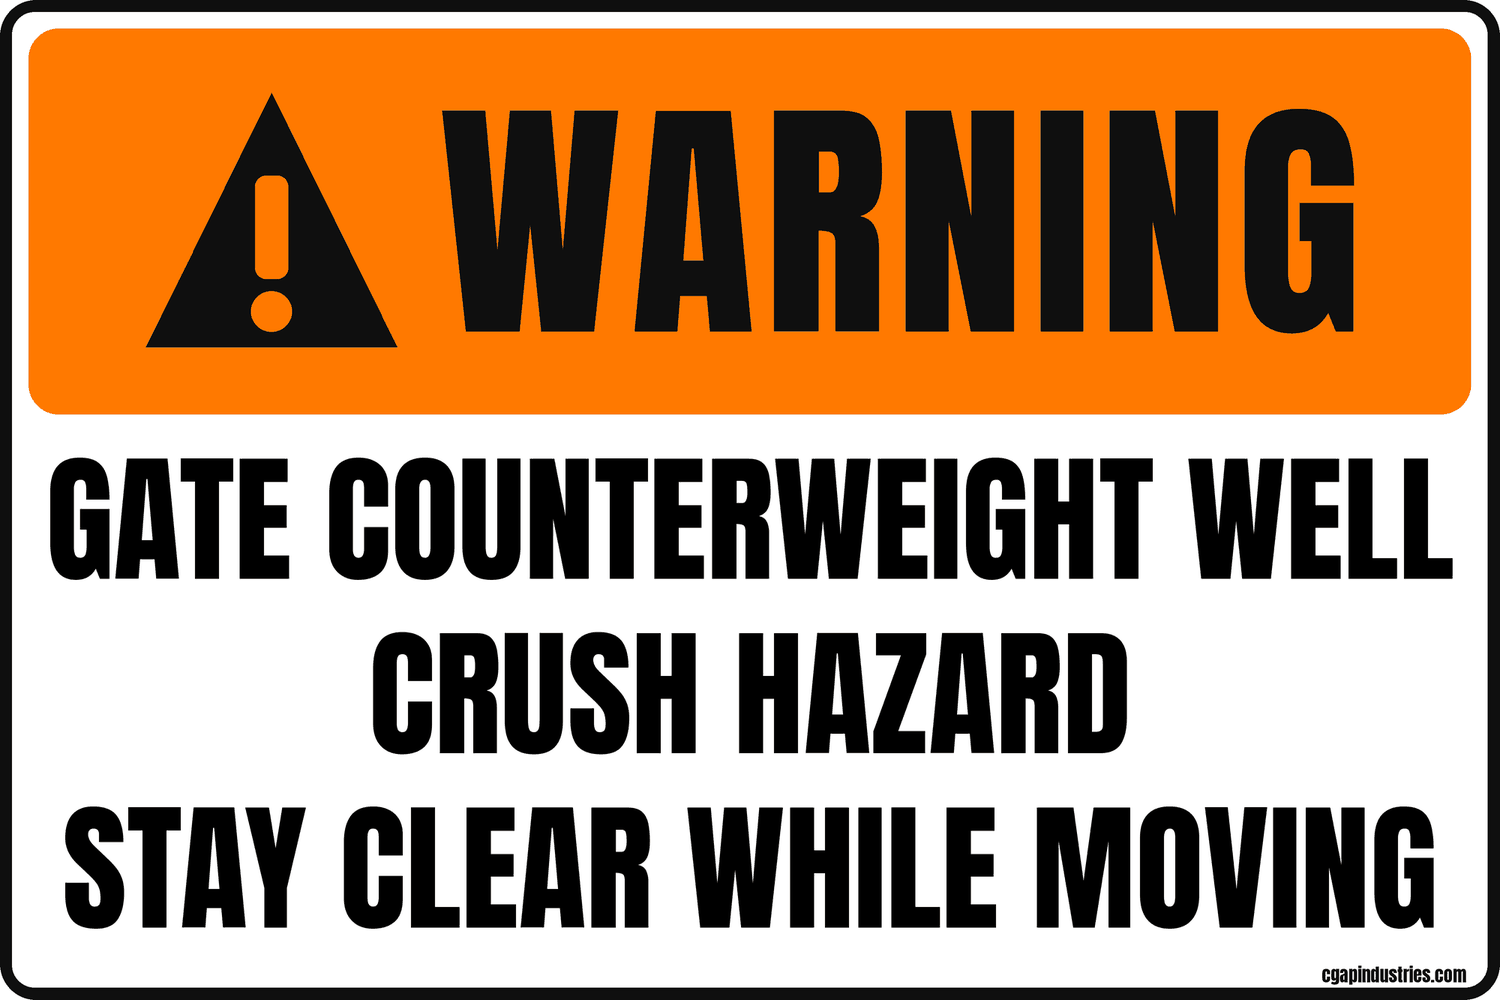 WARNING
GATE COUNTERWEIGHT WELL
CRUSH HAZARD
STAY CLEAR WHILE MOVING
cgapindustries.com